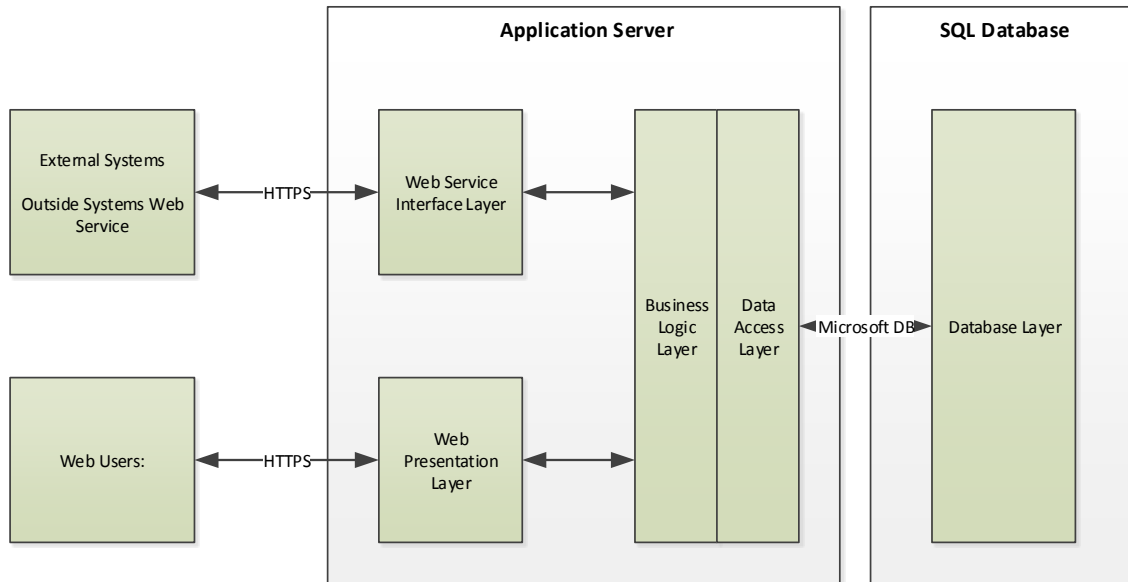 Application Server
SQL Database
External Systems
Outside Systems Web
Service
HTTPS
Web Service
Interface Layer
Business
Logic
Layer
Data
Access
Layer
Microsoft DB
Database Layer
Web Users:
HTTPS
Web
Presentation
Layer